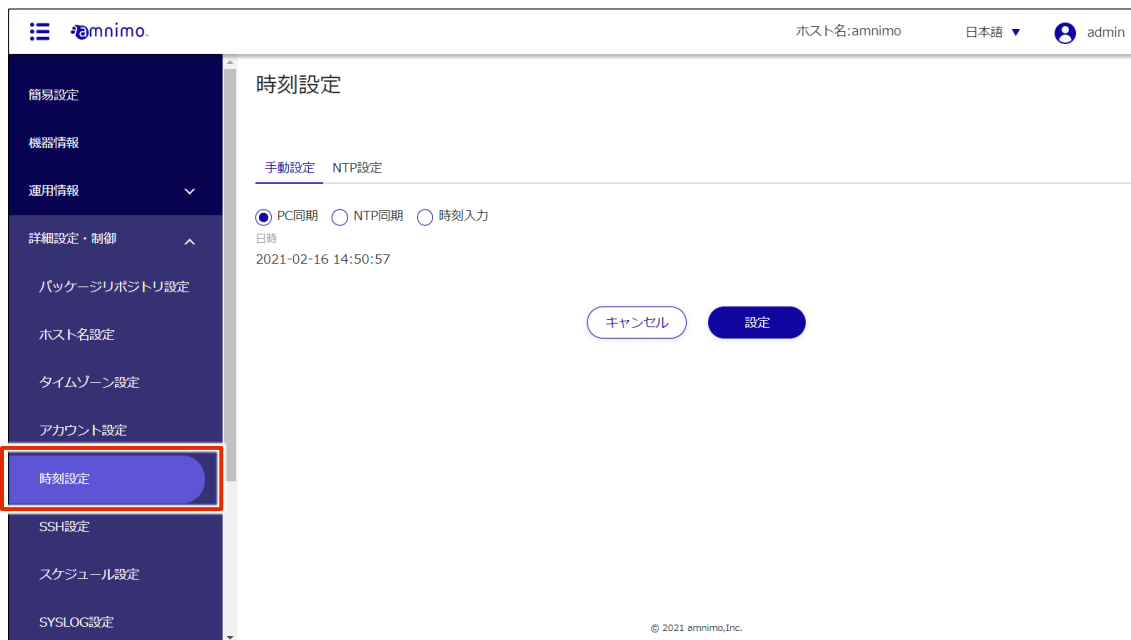 amnimo.
ホスト名:amnimo
日本語 ▼
admin
簡易設定
機器情報
運用情報
詳細設定・制御
パッケージリポジトリ設定
ホスト名設定
タイムゾーン設定
アカウント設定
時刻設定
SSH設定
スケジュール設定
SYSLOG設定
時刻設定
手動設定 NTP設定
PC同期 NTP同期 時刻入力
日時
2021-02-16 14:50:57
キャンセル 設定
© 2021 amnimo,Inc.